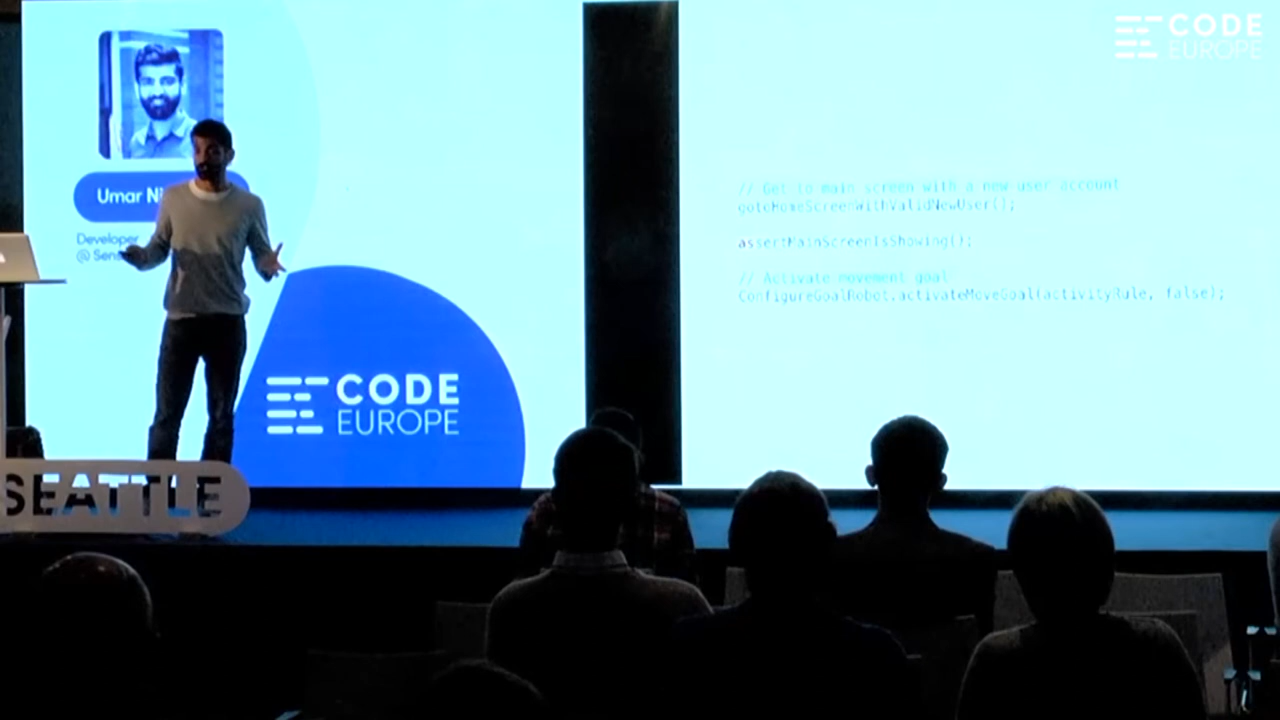 CODE
EUROPE
Umar Ni
Developer
@ Sens
CODE
EUROPE
// Get to main screen with a new user account
gotoHomeScreenWithValidNewUser();
assertMainScreenIsShowing();
// Activate movement goal
ConfigureGoalRobot.activateMoveGoal(activityRule, false);
SEATTLE